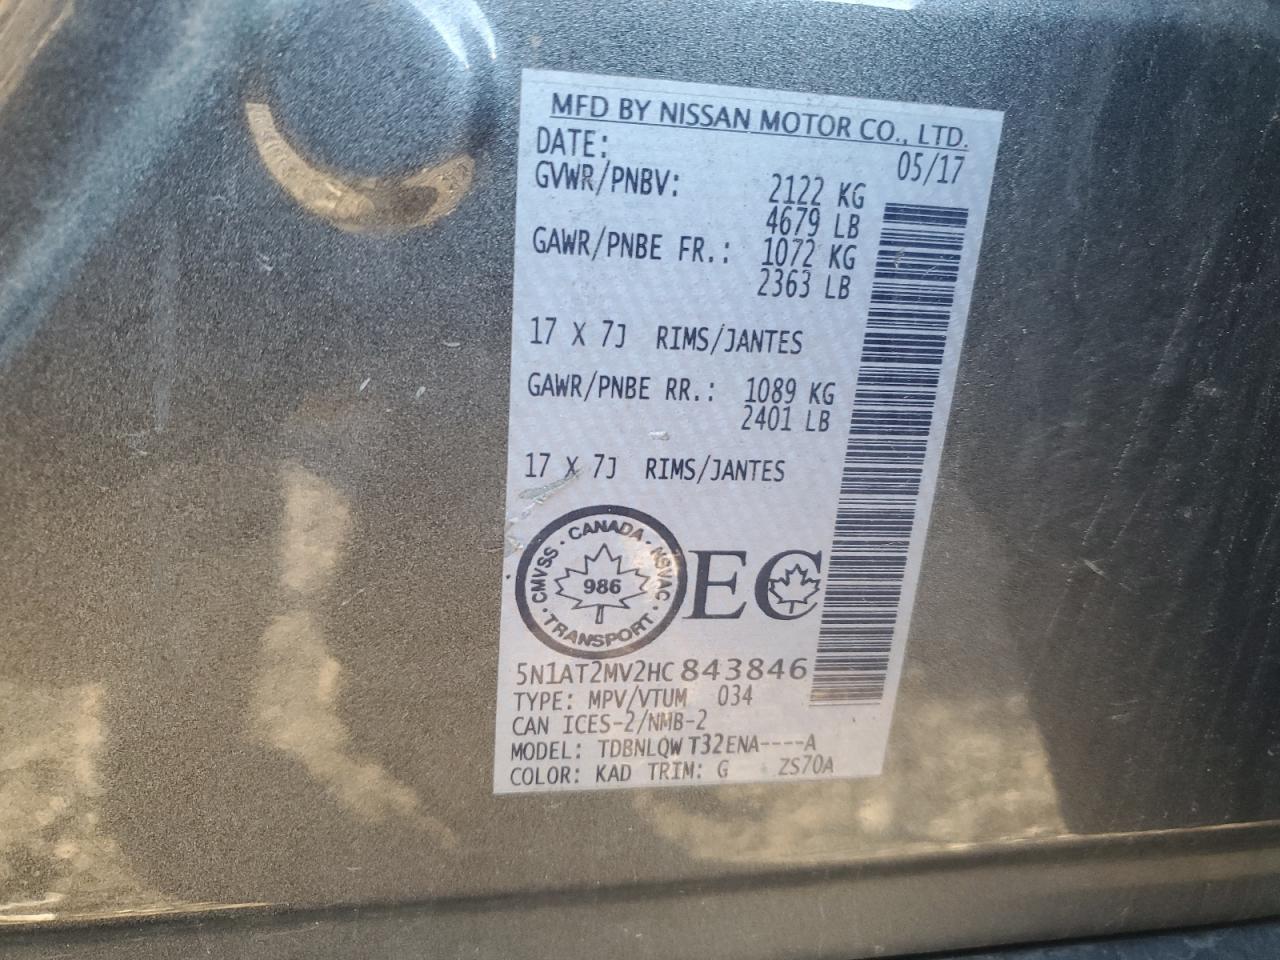 MFD BY NISSAN MOTOR CO., LTD.
DATE: 05/17
GVWR/PNBV: 2122 KG
4679 LB
GAWR/PNBE FR.: 1072 KG
2363 LB
17 X 7J RIMS/JANTES
GAWR/PNBE RR.: 1089 KG
2401 LB
17 X 7J RIMS/JANTES
CMVSS · CANADA · NSVAC · TRANSPORT
986
EC
5N1AT2MV2HC843846
TYPE: MPV/VTUM 034
CAN ICES-2/NMB-2
MODEL: TDBNLQW T32ENA----A
COLOR: KAD TRIM: G ZS70A